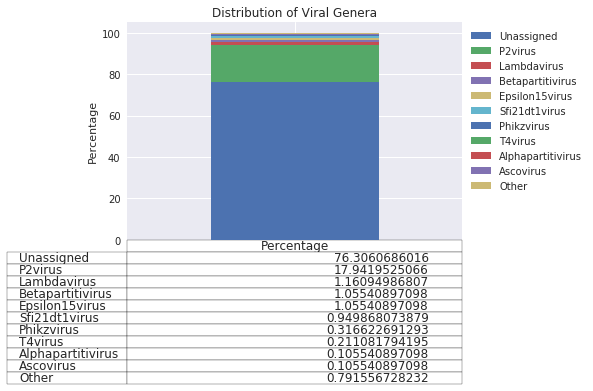 Distribution of Viral Genera
100
80
60
40
20
0
Percentage
Unassigned
P2virus
Lambdavirus
Betapartitivirus
Epsilon15virus
Sfi21dt1virus
Phikzvirus
T4virus
Alphapartitivirus
Ascovirus
Other
Percentage
Unassigned 76.3060686016
P2virus 17.9419525066
Lambdavirus 1.16094986807
Betapartitivirus 1.05540897098
Epsilon15virus 1.05540897098
Sfi21dt1virus 0.949868073879
Phikzvirus 0.316622691293
T4virus 0.211081794195
Alphapartitivirus 0.105540897098
Ascovirus 0.105540897098
Other 0.791556728232